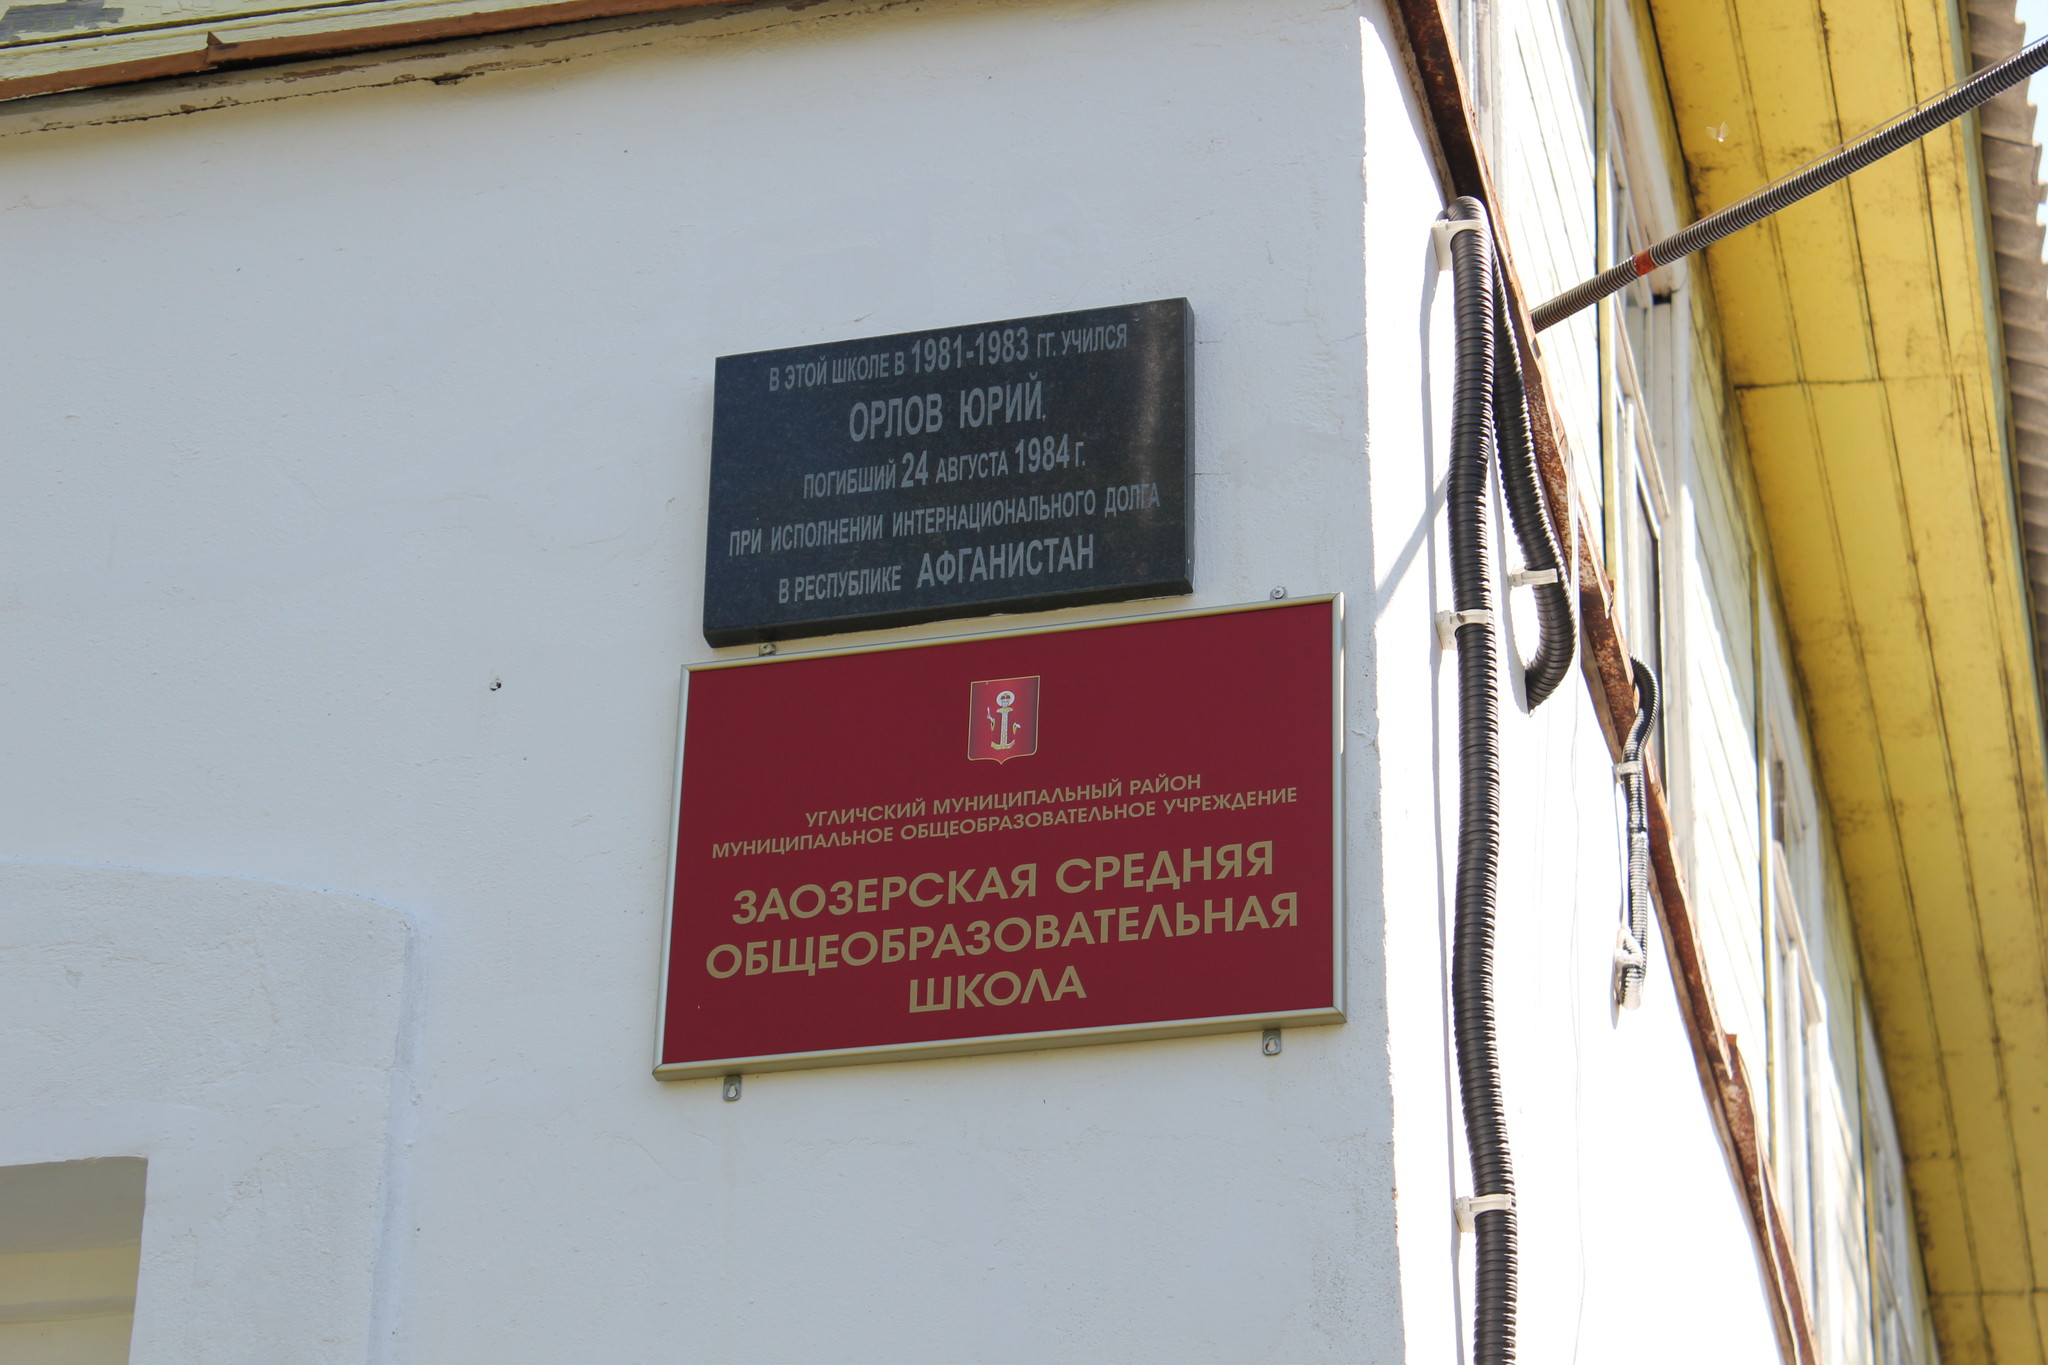 В ЭТОЙ ШКОЛЕ В 1981-1983 ГГ. УЧИЛСЯ
ОРЛОВ ЮРИЙ,
ПОГИБШИЙ 24 АВГУСТА 1984 Г.
ПРИ ИСПОЛНЕНИИ ИНТЕРНАЦИОНАЛЬНОГО ДОЛГА
В РЕСПУБЛИКЕ АФГАНИСТАН
УГЛИЧСКИЙ МУНИЦИПАЛЬНЫЙ РАЙОН
МУНИЦИПАЛЬНОЕ ОБЩЕОБРАЗОВАТЕЛЬНОЕ УЧРЕЖДЕНИЕ
ЗАОЗЕРСКАЯ СРЕДНЯЯ
ОБЩЕОБРАЗОВАТЕЛЬНАЯ
ШКОЛА